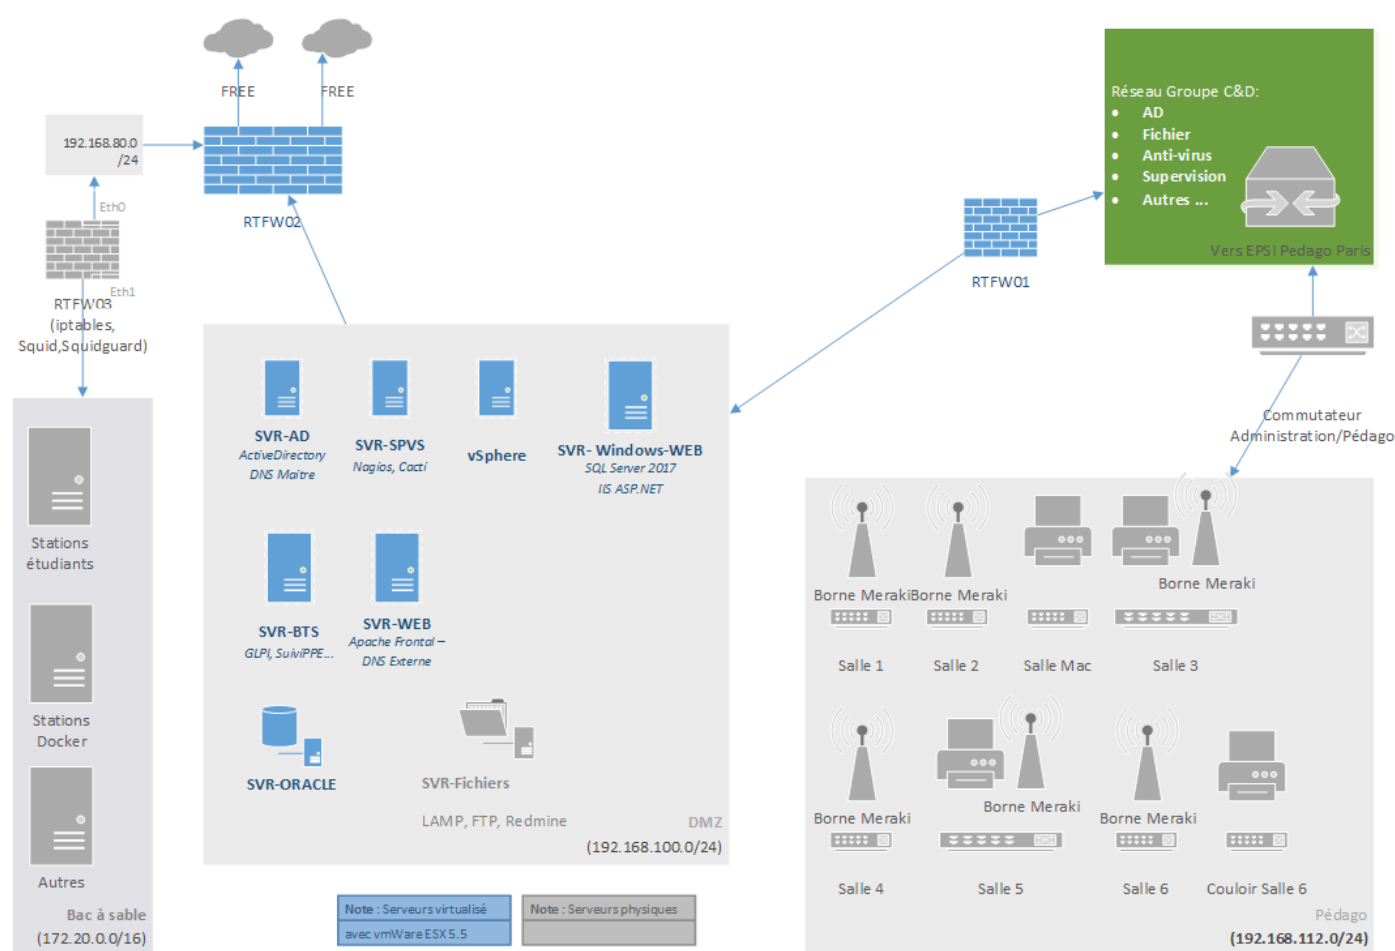 FREE
FREE
192.168.80.0
/24
RTFW02
Eth0
Eth1
RTFW03
(iptables,
Squid,Squidguard)
Réseau Groupe C&D:
• AD
• Fichier
• Anti-virus
• Supervision
• Autres ...
Vers EPSI Pedago Paris
RTFW01
Commutateur
Administration/Pédago
Stations
étudiants
Stations
Docker
Autres
Bac à sable
(172.20.0.0/16)
SVR-AD
ActiveDirectory
DNS Maitre
SVR-SPVS
Nagios, Cacti
vSphere
SVR- Windows-WEB
SQL Server 2017
IIS ASP.NET
SVR-BTS
GLPI, SuiviPPE...
SVR-WEB
Apache Frontal –
DNS Externe
SVR-ORACLE
SVR-Fichiers
LAMP, FTP, Redmine
DMZ
(192.168.100.0/24)
Note : Serveurs virtualisé
avec vmWare ESX 5.5
Note : Serveurs physiques
Borne Meraki
Borne Meraki
Borne Meraki
Salle 1
Salle 2
Salle Mac
Salle 3
Borne Meraki
Borne Meraki
Borne Meraki
Salle 4
Salle 5
Salle 6
Couloir Salle 6
Pédago
(192.168.112.0/24)